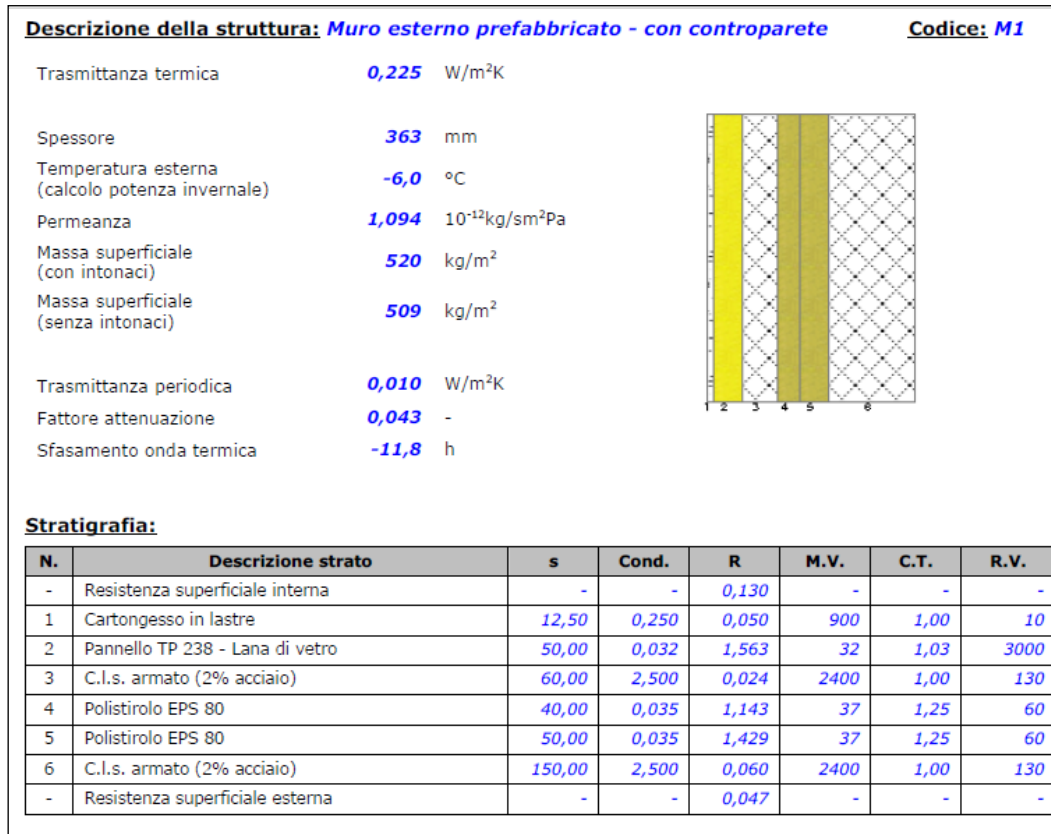 Descrizione della struttura: Muro esterno prefabbricato - con controparete Codice: M1
Trasmittanza termica 0,225 W/m²K
Spessore 363 mm
Temperatura esterna
(calcolo potenza invernale) -6,0 °C
Permeanza 1,094 10⁻¹²kg/sm²Pa
Massa superficiale
(con intonaci) 520 kg/m²
Massa superficiale
(senza intonaci) 509 kg/m²
Trasmittanza periodica 0,010 W/m²K
Fattore attenuazione 0,043 -
Sfasamento onda termica -11,8 h
1 2 3 4 5 6
Stratigrafia:
N. Descrizione strato s Cond. R M.V. C.T. R.V.
- Resistenza superficiale interna - - 0,130 - - -
1 Cartongesso in lastre 12,50 0,250 0,050 900 1,00 10
2 Pannello TP 238 - Lana di vetro 50,00 0,032 1,563 32 1,03 3000
3 C.l.s. armato (2% acciaio) 60,00 2,500 0,024 2400 1,00 130
4 Polistirolo EPS 80 40,00 0,035 1,143 37 1,25 60
5 Polistirolo EPS 80 50,00 0,035 1,429 37 1,25 60
6 C.l.s. armato (2% acciaio) 150,00 2,500 0,060 2400 1,00 130
- Resistenza superficiale esterna - - 0,047 - - -